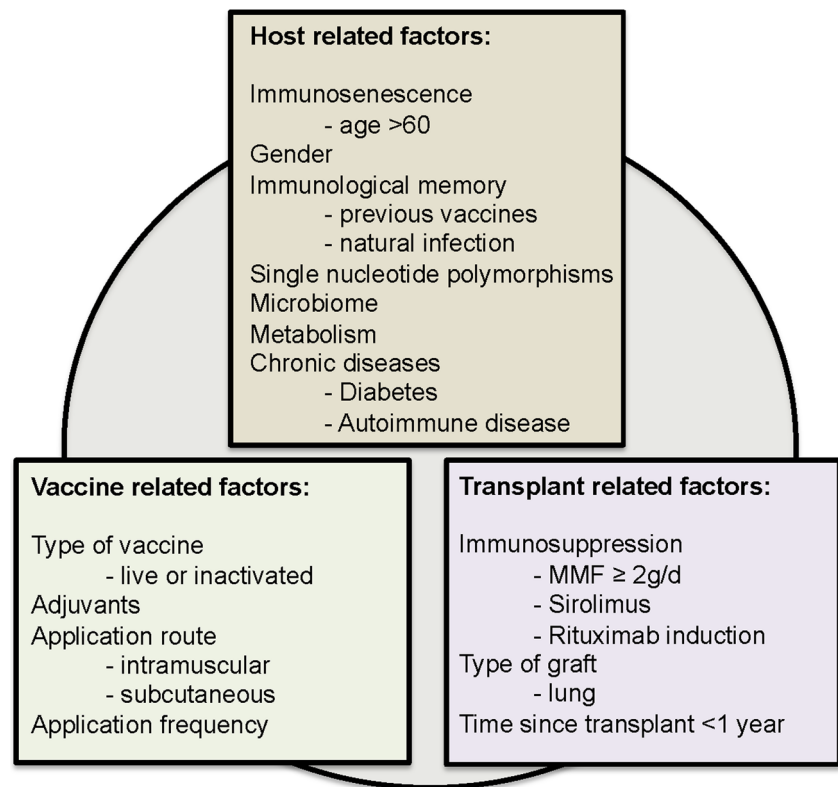 Host related factors:
Immunosenescence
- age >60
Gender
Immunological memory
- previous vaccines
- natural infection
Single nucleotide polymorphisms
Microbiome
Metabolism
Chronic diseases
- Diabetes
- Autoimmune disease
Vaccine related factors:
Type of vaccine
- live or inactivated
Adjuvants
Application route
- intramuscular
- subcutaneous
Application frequency
Transplant related factors:
Immunosuppression
- MMF ≥ 2g/d
- Sirolimus
- Rituximab induction
Type of graft
- lung
Time since transplant <1 year